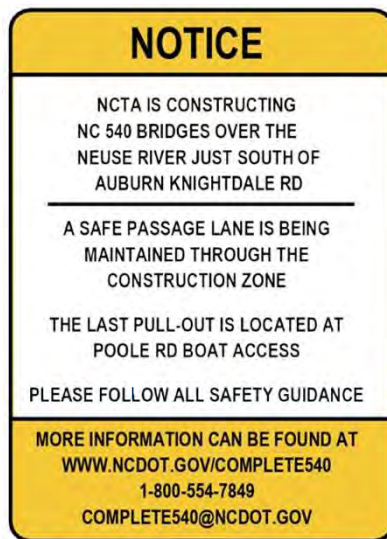 NOTICE
NCTA IS CONSTRUCTING
NC 540 BRIDGES OVER THE
NEUSE RIVER JUST SOUTH OF
AUBURN KNIGHTDALE RD
A SAFE PASSAGE LANE IS BEING
MAINTAINED THROUGH THE
CONSTRUCTION ZONE
THE LAST PULL-OUT IS LOCATED AT
POOLE RD BOAT ACCESS
PLEASE FOLLOW ALL SAFETY GUIDANCE
MORE INFORMATION CAN BE FOUND AT
WWW.NCDOT.GOV/COMPLETE540
1-800-554-7849
COMPLETE540@NCDOT.GOV